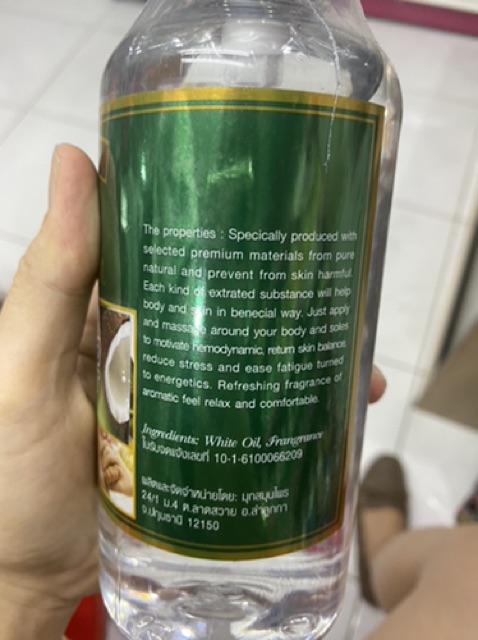 The properties : Specically produced with
selected premium materials from pure
natural and prevent from skin harmful.
Each kind of extrated substance will help
body and skin in benecial way. Just apply
and massage around your body and soles
to motivate hemodynamic, return skin balance,
reduce stress and ease fatigue turned
to energetics. Refreshing fragrance of
aromatic feel relax and comfortable.
Ingredients: White Oil, Frangrance
ใบรับจดแจ้งเลขที่ 10-1-6100066209
ผลิตและจัดจำหน่ายโดย: มุกสมุนไพร
24/1 ม.4 ต.ลาดสวาย อ.ลำลูกกา
จ.ปทุมธานี 12150